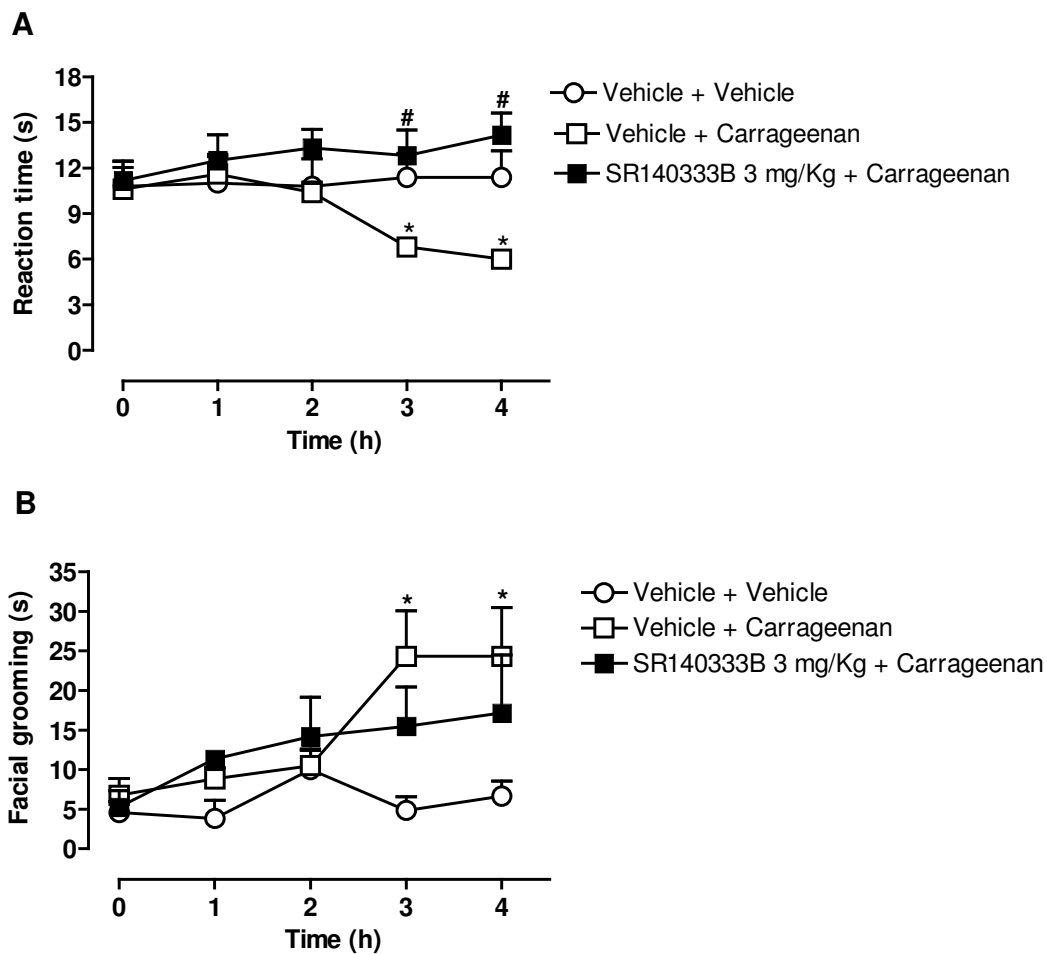 A
Reaction time (s)
18
15
12
9
6
3
0
#
#
*
*
0 1 2 3 4
Time (h)
Vehicle + Vehicle
Vehicle + Carrageenan
SR140333B 3 mg/Kg + Carrageenan
B
Facial grooming (s)
35
30
25
20
15
10
5
0
*
*
0 1 2 3 4
Time (h)
Vehicle + Vehicle
Vehicle + Carrageenan
SR140333B 3 mg/Kg + Carrageenan